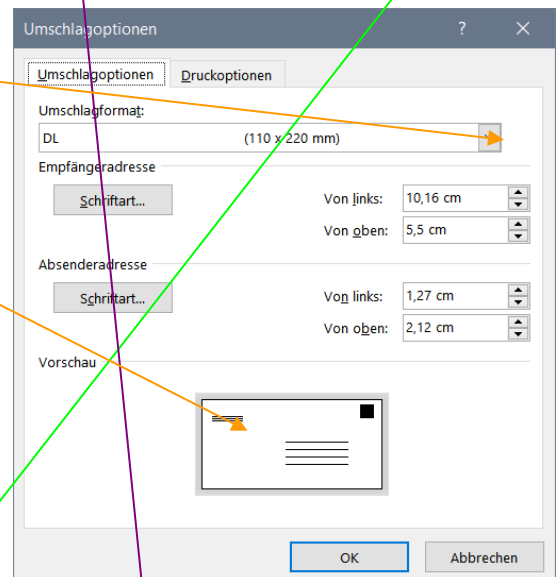 Umschlagoptionen ?
Umschlagoptionen Druckoptionen
Umschlagformat:
DL (110 x 220 mm)
Empfängeradresse
Schriftart... Von links: 10,16 cm
Von oben: 5,5 cm
Absenderadresse
Schriftart... Von links: 1,27 cm
Von oben: 2,12 cm
Vorschau
OK Abbrechen